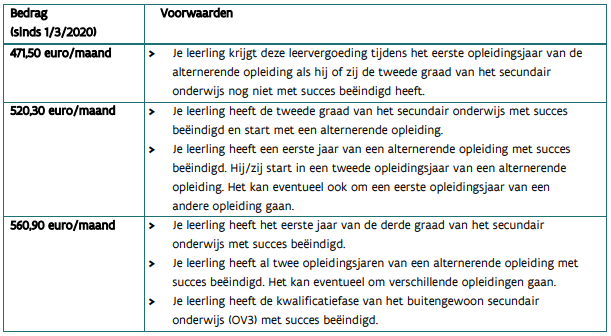 Bedrag
(sinds 1/3/2020)
Voorwaarden
471,50 euro/maand
> Je leerling krijgt deze leervergoeding tijdens het eerste opleidingsjaar van de
alternerende opleiding als hij of zij de tweede graad van het secundair
onderwijs nog niet met succes beëindigd heeft.
520,30 euro/maand
> Je leerling heeft de tweede graad van het secundair onderwijs met succes
beëindigd en start met een alternerende opleiding.
> Je leerling heeft een eerste jaar van een alternerende opleiding met succes
beëindigd. Hij/zij start in een tweede opleidingsjaar van een alternerende
opleiding. Het kan eventueel ook om een eerste opleidingsjaar van een
andere opleiding gaan.
560,90 euro/maand
> Je leerling heeft het eerste jaar van de derde graad van het secundair
onderwijs met succes beëindigd.
> Je leerling heeft al twee opleidingsjaren van een alternerende opleiding met
succes beëindigd. Het kan eventueel om verschillende opleidingen gaan.
> Je leerling heeft de kwalificatiefase van het buitengewoon secundair
onderwijs (OV3) met succes beëindigd.